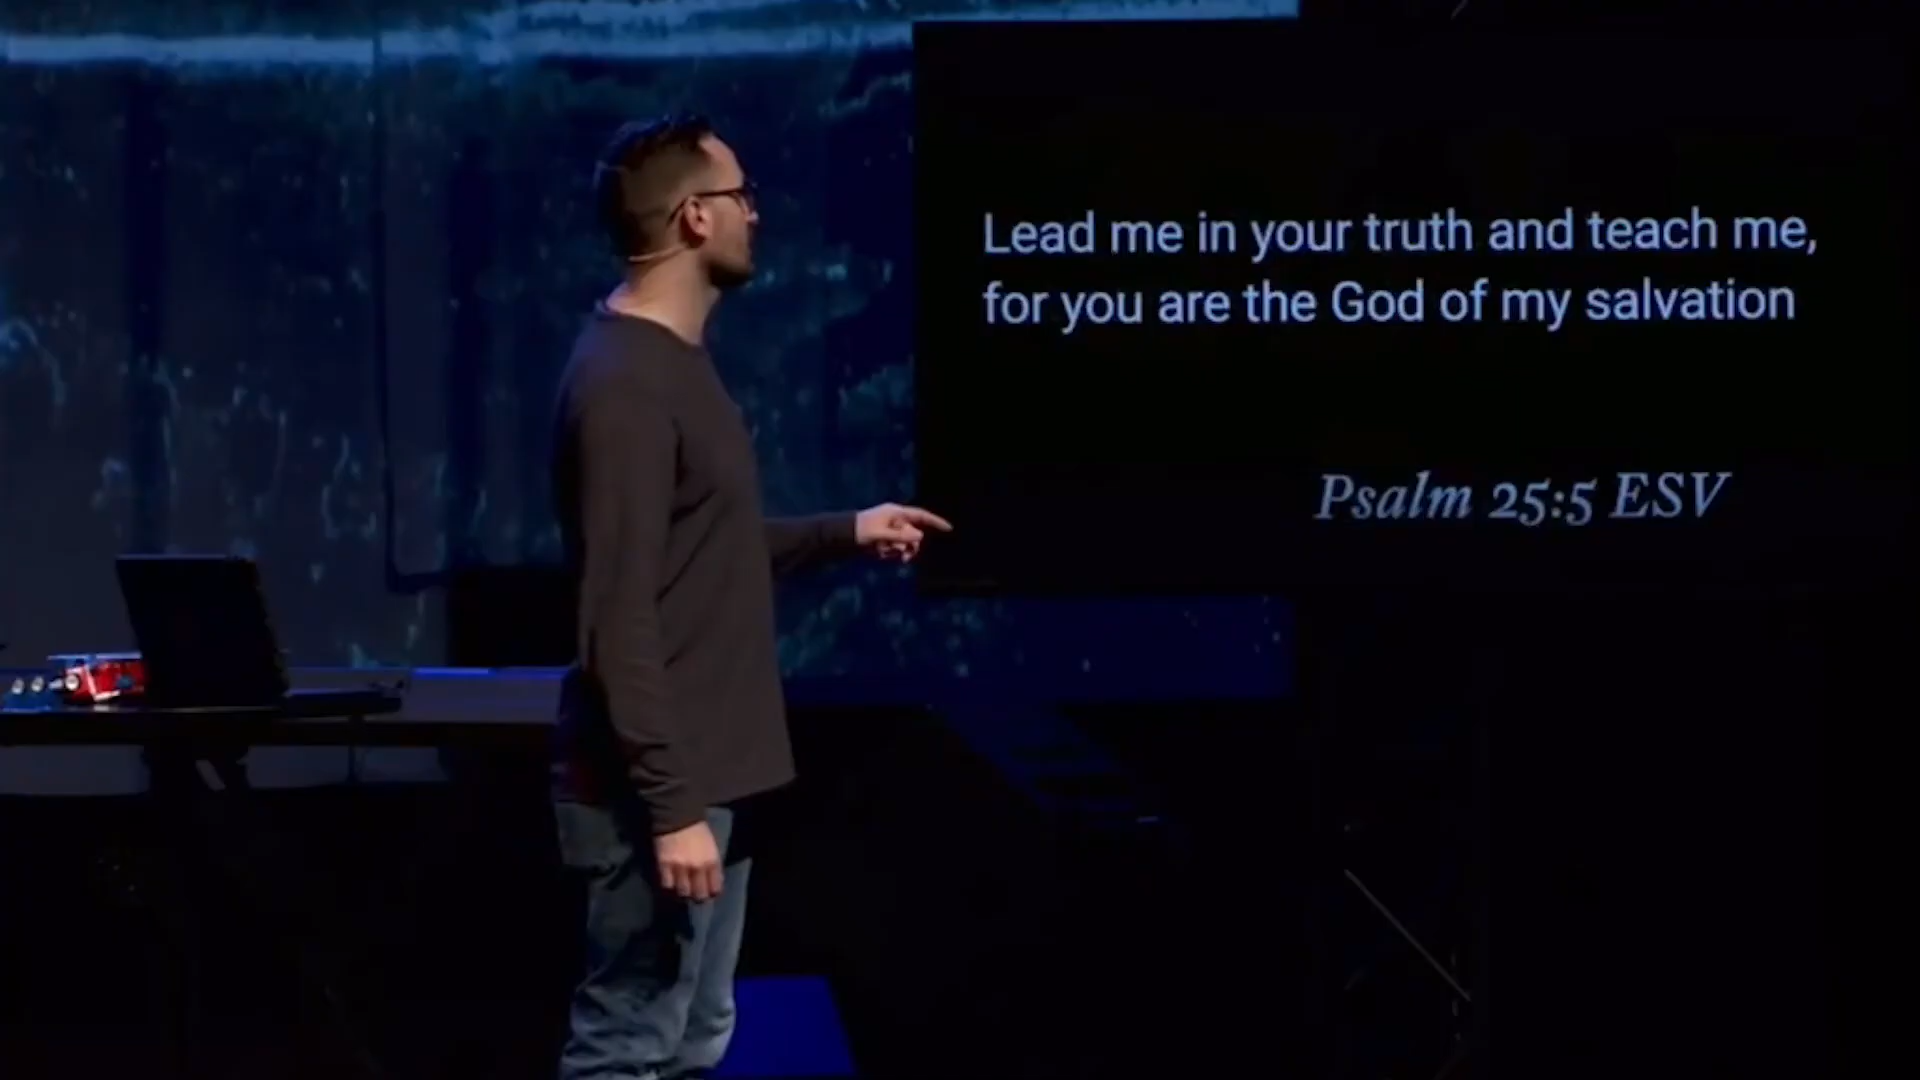 Lead me in your truth and teach me,
for you are the God of my salvation
Psalm 25:5 ESV